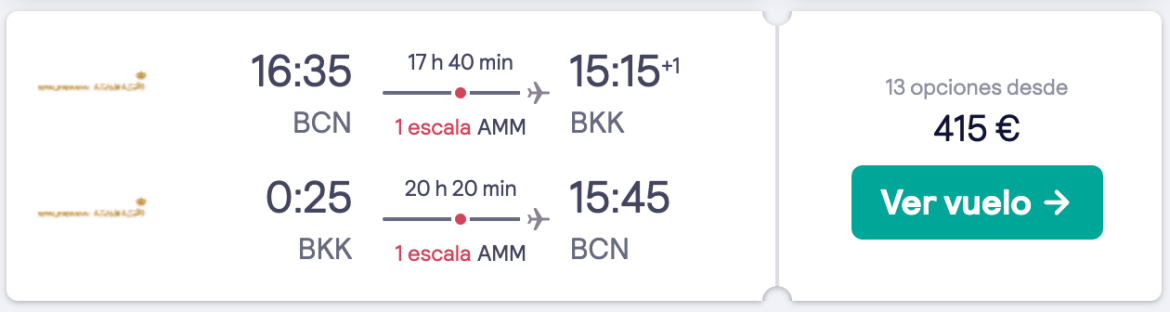 16:35
17 h 40 min
15:15+1
BCN
1 escala AMM
BKK
0:25
20 h 20 min
15:45
BKK
1 escala AMM
BCN
13 opciones desde
415 €
Ver vuelo →